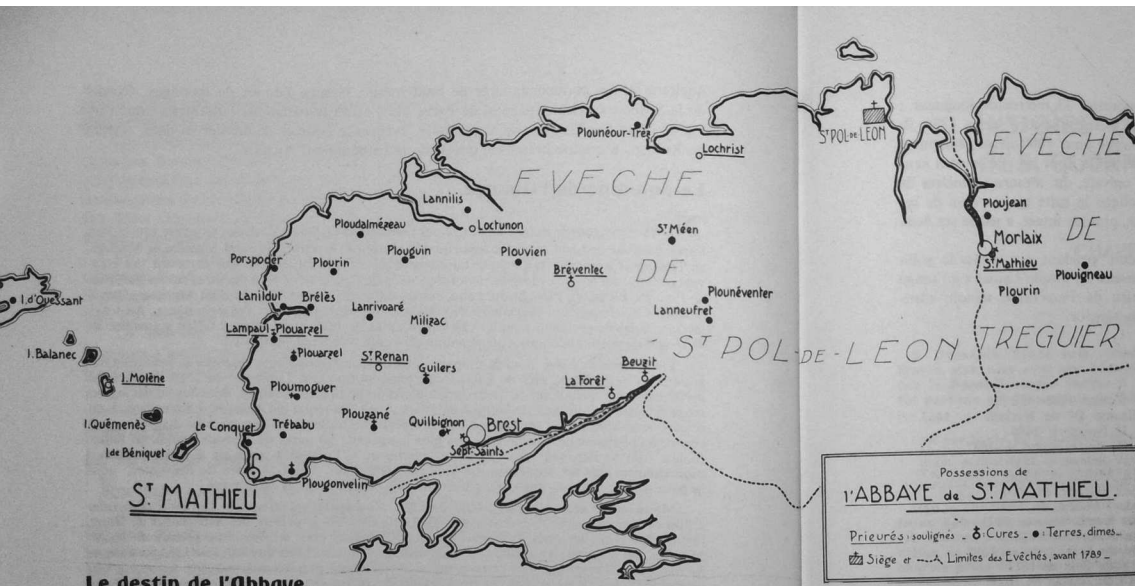 Plounéour-Trez
Lochrist
ST POL-DE-LEON
EVECHE
EVECHE
Lannilis
Loctunon
Ploudalmézeau
Plouguin
Plouvien
ST Méen
Ploujean
Morlaix
DE
ST Mathieu
Plouigneau
Plourin
Porspoder
Plourin
Bréventec
DE
I. d'Ouessant
Lanildut
Brélès
Lanrivoaré
Milizac
Plounéventer
Lanneufret
Lampaul-Plouarzel
ST POL-DE-LEON
TREGUIER
I. Balanec
Plouarzel
ST Renan
Guilers
Beuzit
I. Molène
La Forêt
Ploumoguer
I. Quémenès
Le Conquet
Trébabu
Plouzané
Quilbignon
Brest
Sept-Saints
I. de Béniquet
Plougonvelin
ST MATHIEU
Possessions de
l'ABBAYE de ST MATHIEU.
Prieurés: soulignés - Cures - Terres, dimes...
Siège et Limites des Evêchés, avant 1789 -
Le destin de l'Abbaye